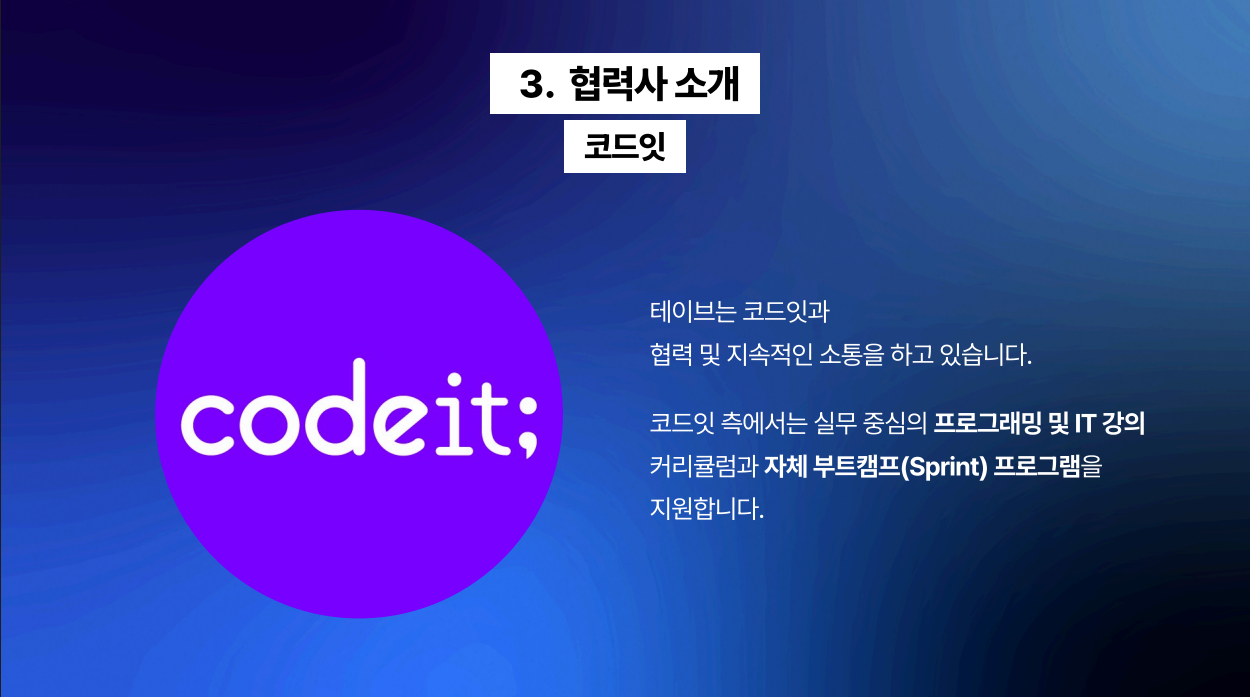 3. 협력사 소개
코드잇
codeit;
테이브는 코드잇과
협력 및 지속적인 소통을 하고 있습니다.
코드잇 측에서는 실무 중심의 프로그래밍 및 IT 강의
커리큘럼과 자체 부트캠프(Sprint) 프로그램을
지원합니다.